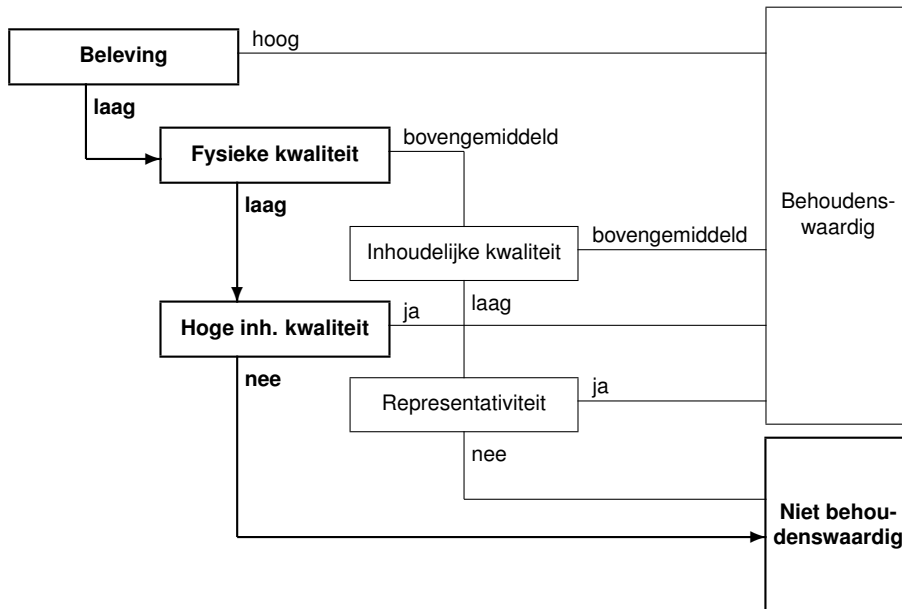 hoog
Beleving
laag
bovengemiddeld
Fysieke kwaliteit
laag
Behoudens-
waardig
bovengemiddeld
Inhoudelijke kwaliteit
laag
ja
Hoge inh. kwaliteit
nee
ja
Representativiteit
nee
Niet behou-
denswaardig